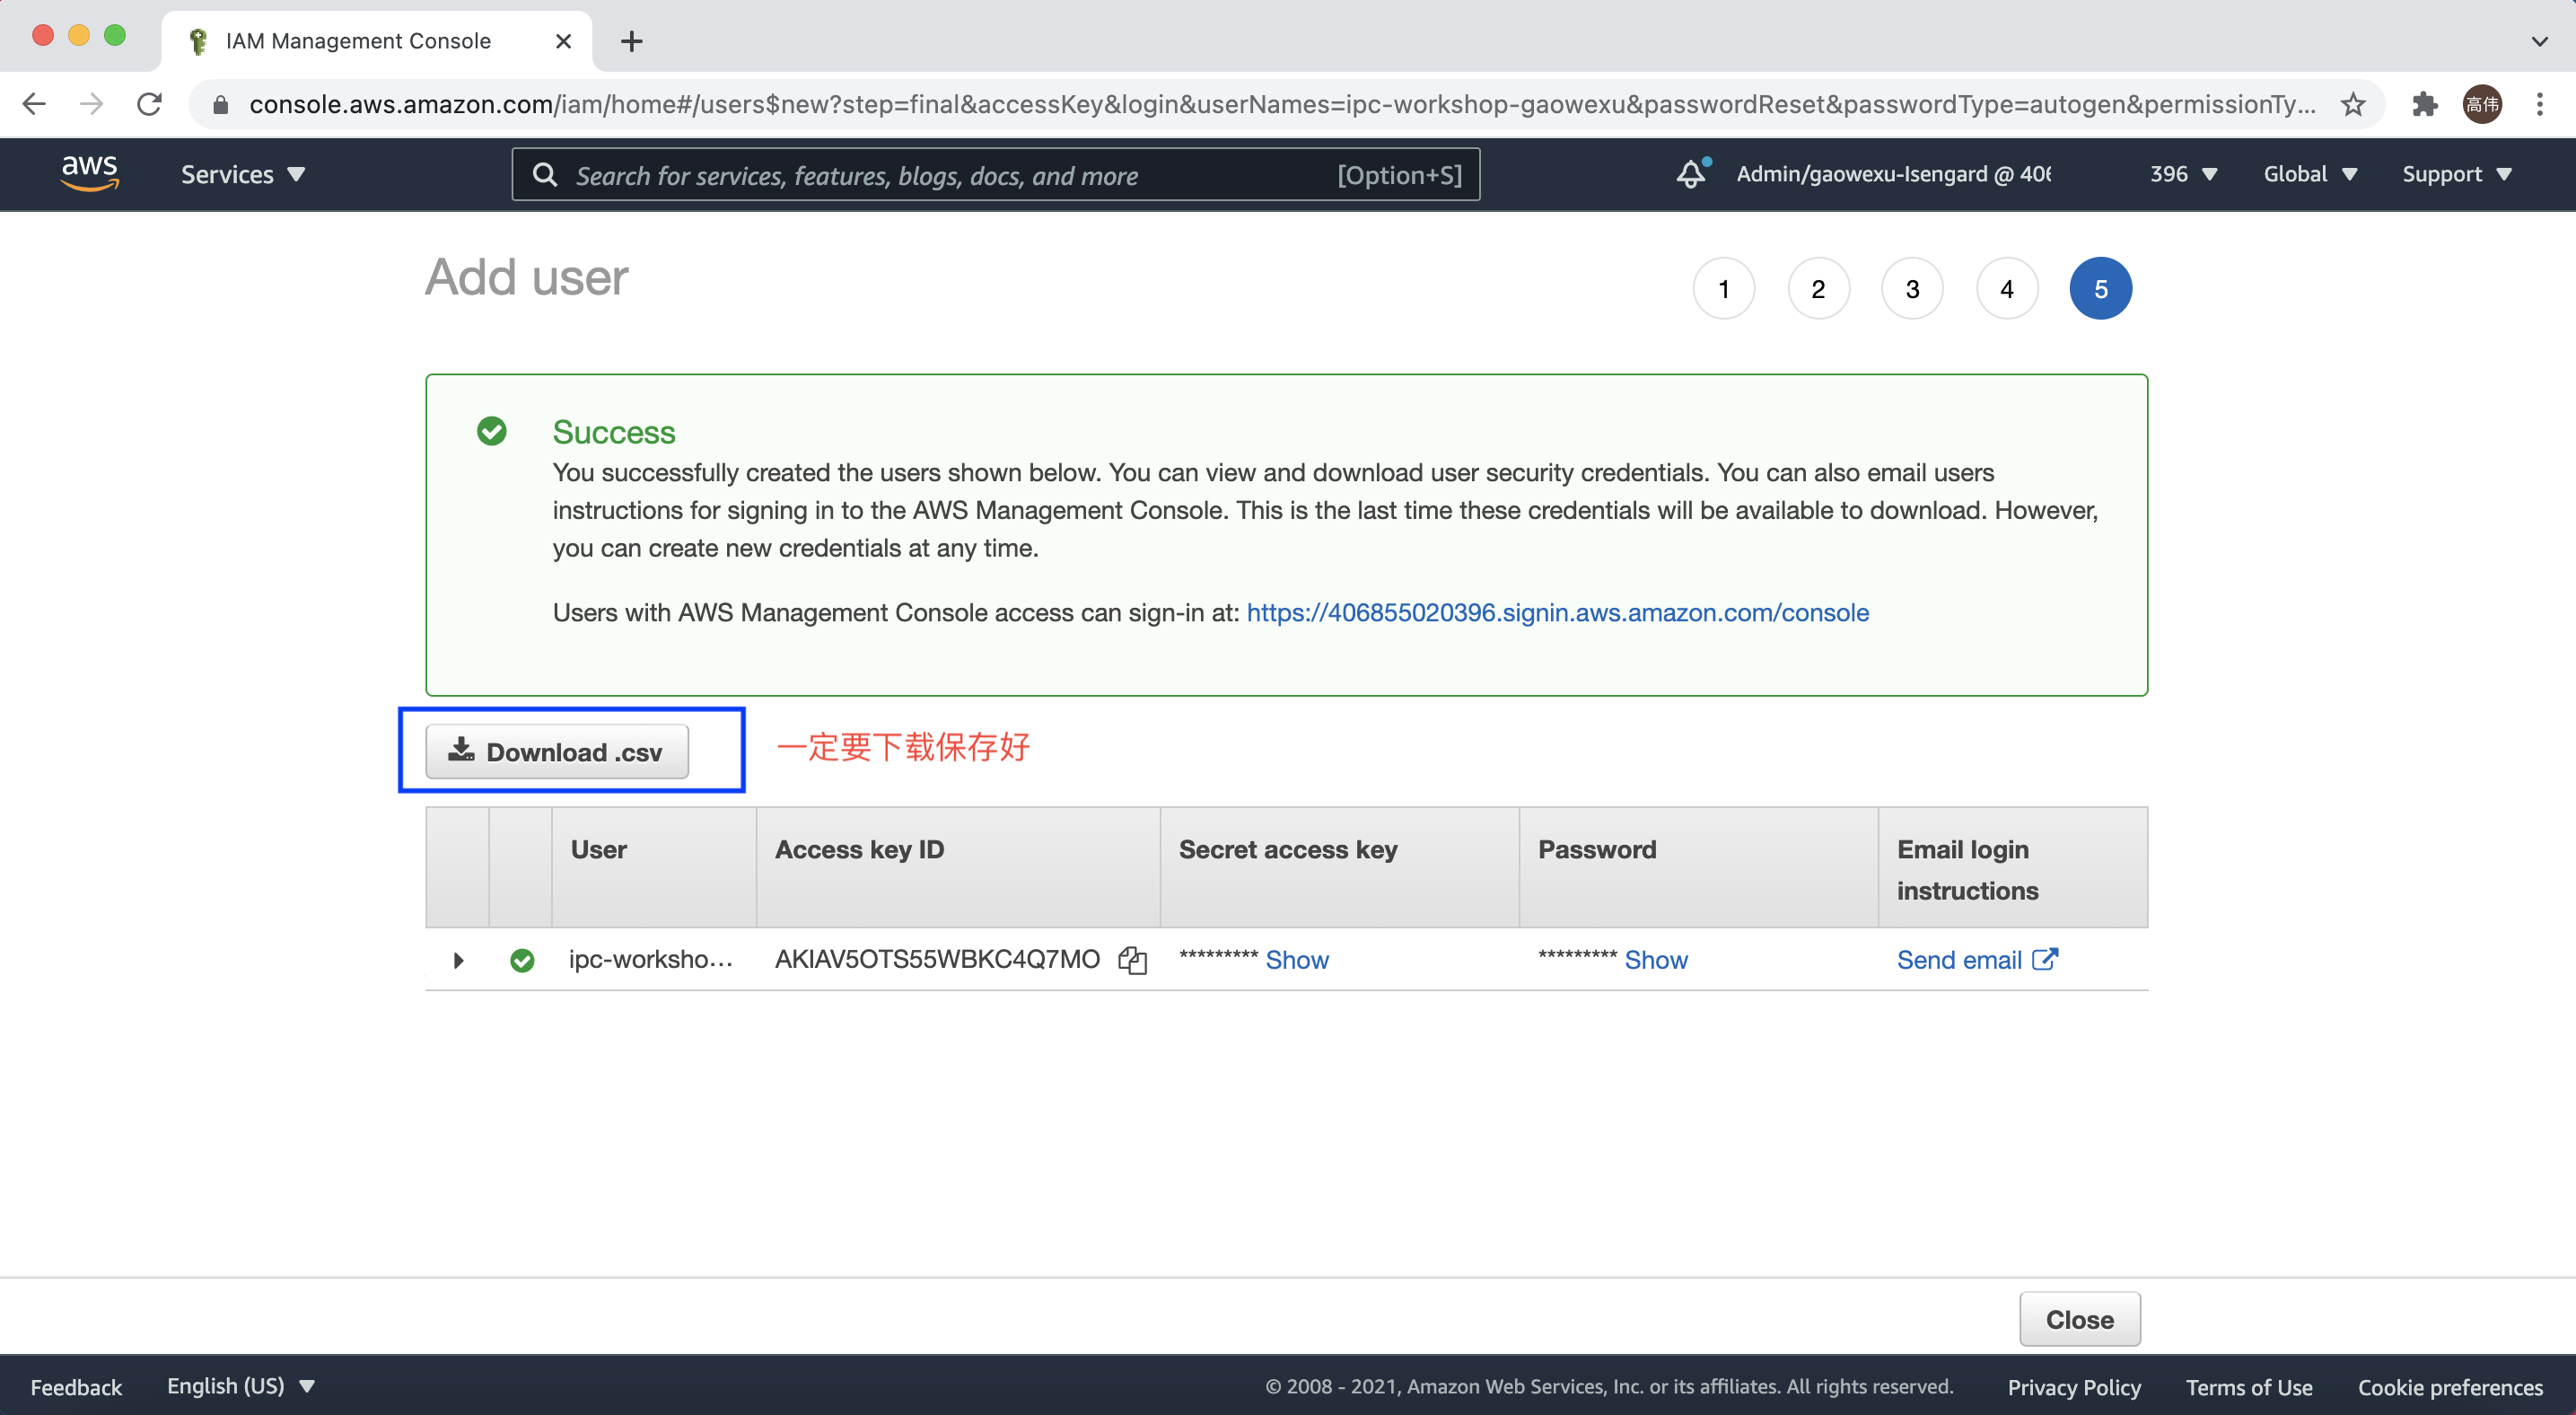 IAM Management Console
console.aws.amazon.com/iam/home#/users$new?step=final&accessKey&login&userNames=ipc-workshop-gaowexu&passwordReset&passwordType=autogen&permissionTy...
高伟
aws
Services
Search for services, features, blogs, docs, and more
[Option+S]
Admin/gaowexu-Isengard @ 406
396
Global
Support
Add user
1
2
3
4
5
Success
You successfully created the users shown below. You can view and download user security credentials. You can also email users
instructions for signing in to the AWS Management Console. This is the last time these credentials will be available to download. However,
you can create new credentials at any time.
Users with AWS Management Console access can sign-in at: https://406855020396.signin.aws.amazon.com/console
Download .csv
一定要下载保存好
User
Access key ID
Secret access key
Password
Email login
instructions
ipc-worksho...
AKIAV5OTS55WBKC4Q7MO
********* Show
********* Show
Send email
Close
Feedback
English (US)
© 2008 - 2021, Amazon Web Services, Inc. or its affiliates. All rights reserved.
Privacy Policy
Terms of Use
Cookie preferences